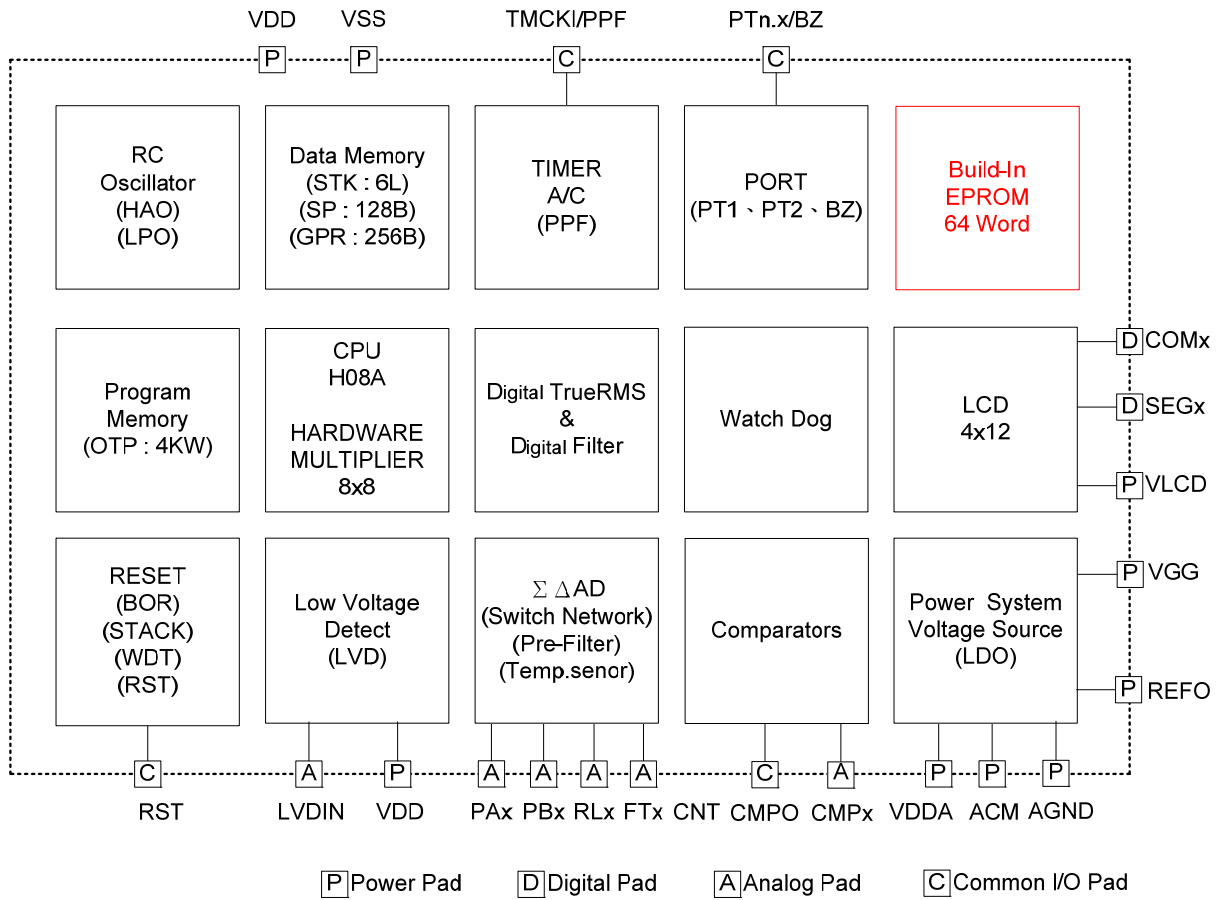 VDD VSS TMCKI/PPF PTn.x/BZ
P P C C
RC
Oscillator
(HAO)
(LPO)
Data Memory
(STK : 6L)
(SP : 128B)
(GPR : 256B)
TIMER
A/C
(PPF)
PORT
(PT1、PT2、BZ)
Build-In
EPROM
64 Word
Program
Memory
(OTP : 4KW)
CPU
H08A
HARDWARE
MULTIPLIER
8x8
Digital TrueRMS
&
Digital Filter
Watch Dog
LCD
4x12
D COMx
D SEGx
P VLCD
RESET
(BOR)
(STACK)
(WDT)
(RST)
Low Voltage
Detect
(LVD)
Σ Δ AD
(Switch Network)
(Pre-Filter)
(Temp.senor)
Comparators
Power System
Voltage Source
(LDO)
P VGG
P REFO
C A P A A A A C A P P P
RST LVDIN VDD PAx PBx RLx FTx CNT CMPO CMPx VDDA ACM AGND
P Power Pad D Digital Pad A Analog Pad C Common I/O Pad